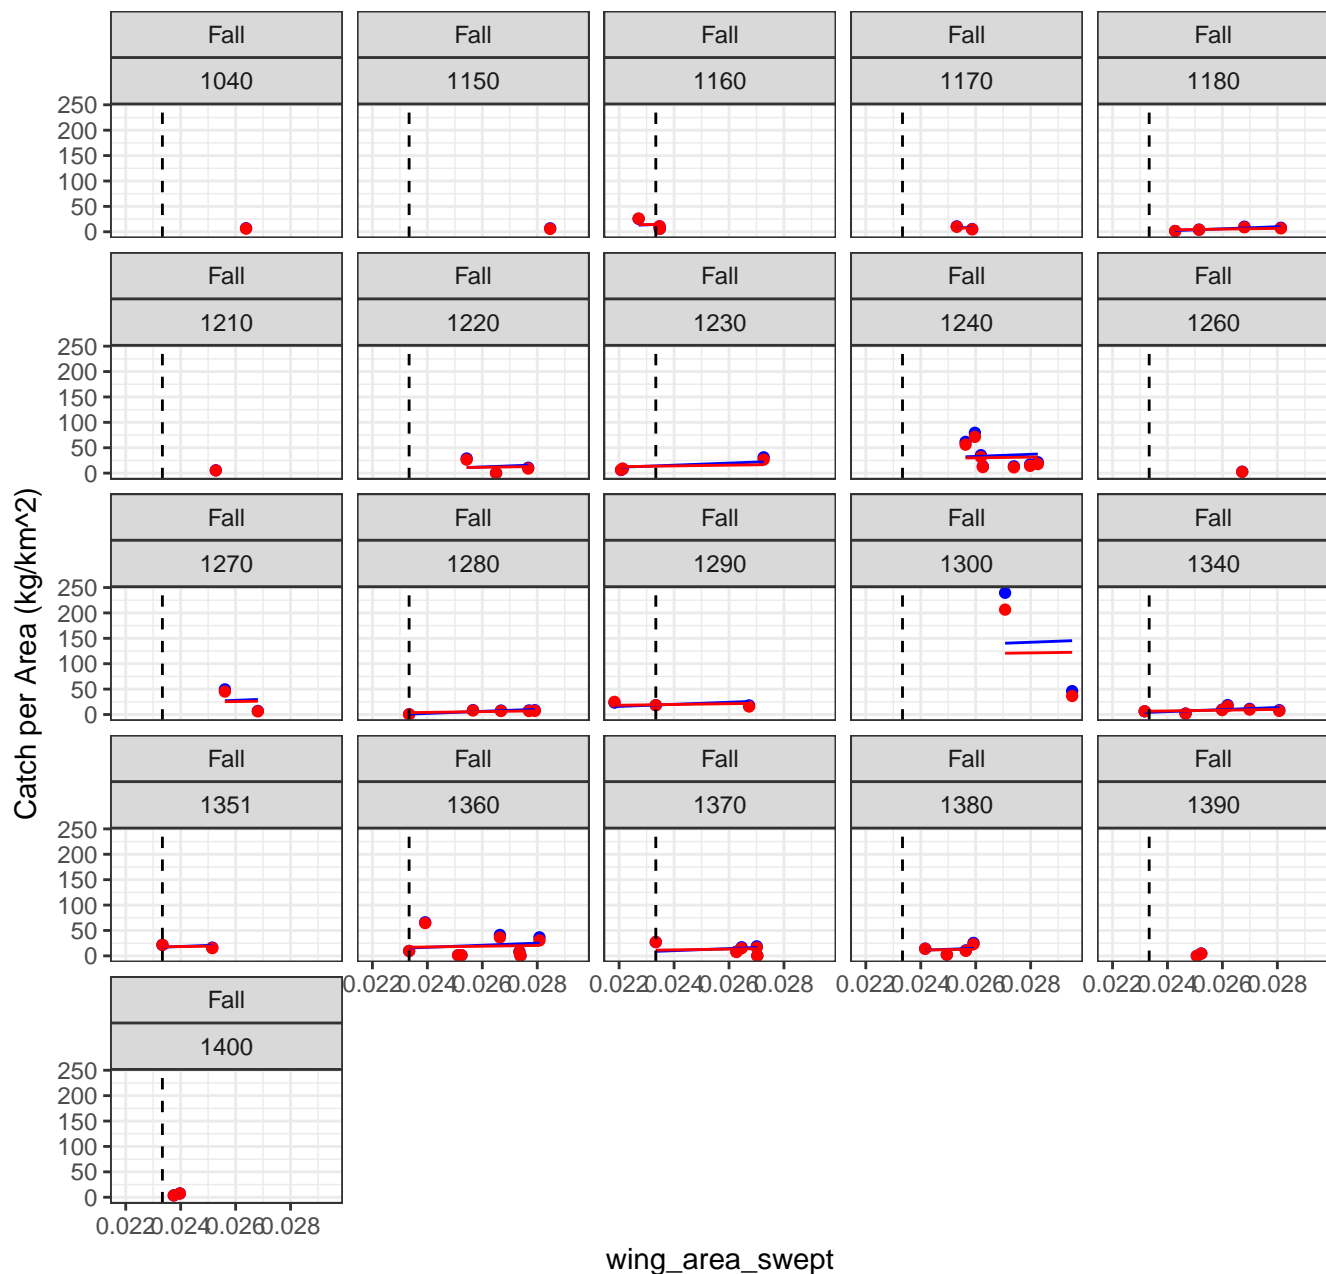 Fall Fall Fall Fall Fall
1040 1150 1160 1170 1180
250
200
150
100
50
0
Fall Fall Fall Fall Fall
1210 1220 1230 1240 1260
250
200
150
100
50
0
Fall Fall Fall Fall Fall
1270 1280 1290 1300 1340
250
200
150
100
50
0
Catch per Area (kg/km^2)
Fall Fall Fall Fall Fall
1351 1360 1370 1380 1390
250
200
150
100
50
0
0.022 0.024 0.026 0.028 0.022 0.024 0.026 0.028 0.022 0.024 0.026 0.028 0.022 0.024 0.026 0.028
Fall
1400
250
200
150
100
50
0
0.022 0.024 0.026 0.028
wing_area_swept